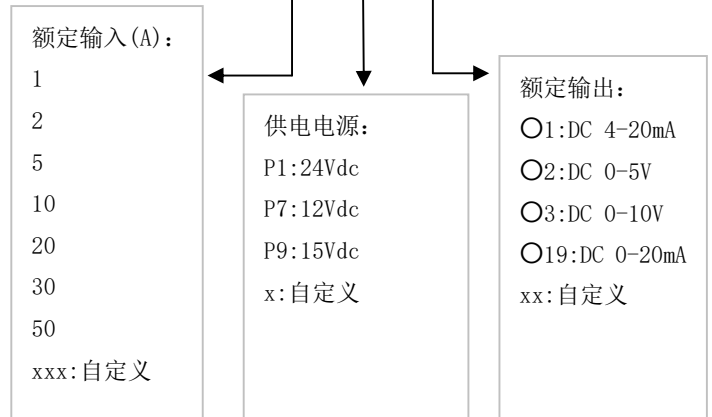 额定输入(A):
1
2
5
10
20
30
50
xxx:自定义
供电电源:
P1:24Vdc
P7:12Vdc
P9:15Vdc
x:自定义
额定输出:
O1:DC 4-20mA
O2:DC 0-5V
O3:DC 0-10V
O19:DC 0-20mA
xx:自定义